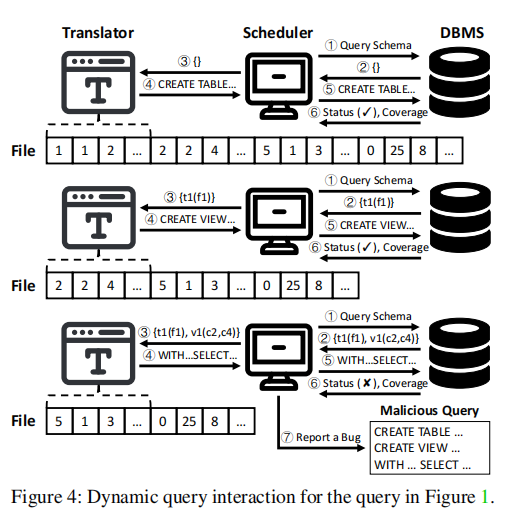 Translator Scheduler DBMS
① Query Schema
③ {} ② {}
④ CREATE TABLE... ⑤ CREATE TABLE...
⑥ Status (✓), Coverage
T
File 1 1 2 ... 2 2 4 ... 5 1 3 ... 0 25 8 ...
① Query Schema
③ {t1(f1)} ② {t1(f1)}
④ CREATE VIEW... ⑤ CREATE VIEW...
⑥ Status (✓), Coverage
T
File 2 2 4 ... 5 1 3 ... 0 25 8 ...
① Query Schema
③ {t1(f1), v1(c2,c4)} ② {t1(f1), v1(c2,c4)}
④ WITH...SELECT... ⑤ WITH...SELECT...
⑥ Status (✘), Coverage
T
File 5 1 3 ... 0 25 8 ...
⑦ Report a Bug
Malicious Query
CREATE TABLE ...
CREATE VIEW ...
WITH ... SELECT ...
Figure 4: Dynamic query interaction for the query in Figure 1.